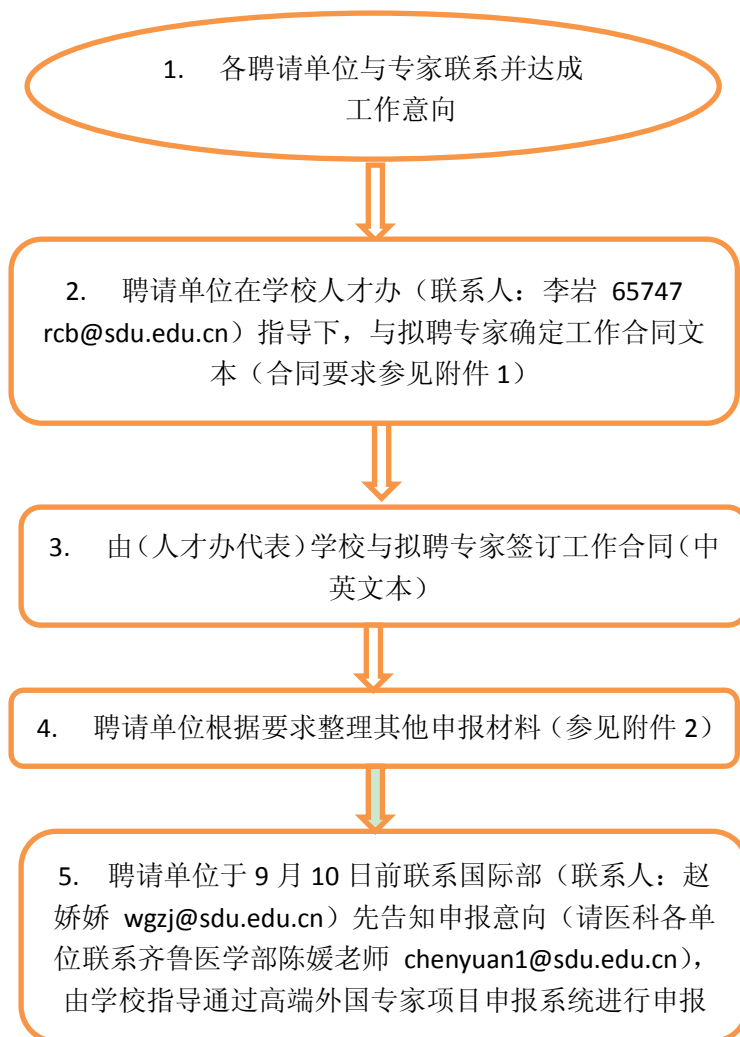 1. 各聘请单位与专家联系并达成
工作意向
2. 聘请单位在学校人才办（联系人：李岩 65747
rcb@sdu.edu.cn）指导下，与拟聘专家确定工作合同文
本（合同要求参见附件 1）
3. 由（人才办代表）学校与拟聘专家签订工作合同（中
英文本）
4. 聘请单位根据要求整理其他申报材料（参见附件 2）
5. 聘请单位于 9 月 10 日前联系国际部（联系人：赵
娇娇 wgzj@sdu.edu.cn）先告知申报意向（请医科各单
位联系齐鲁医学部陈媛老师 chenyuan1@sdu.edu.cn），
由学校指导通过高端外国专家项目申报系统进行申报